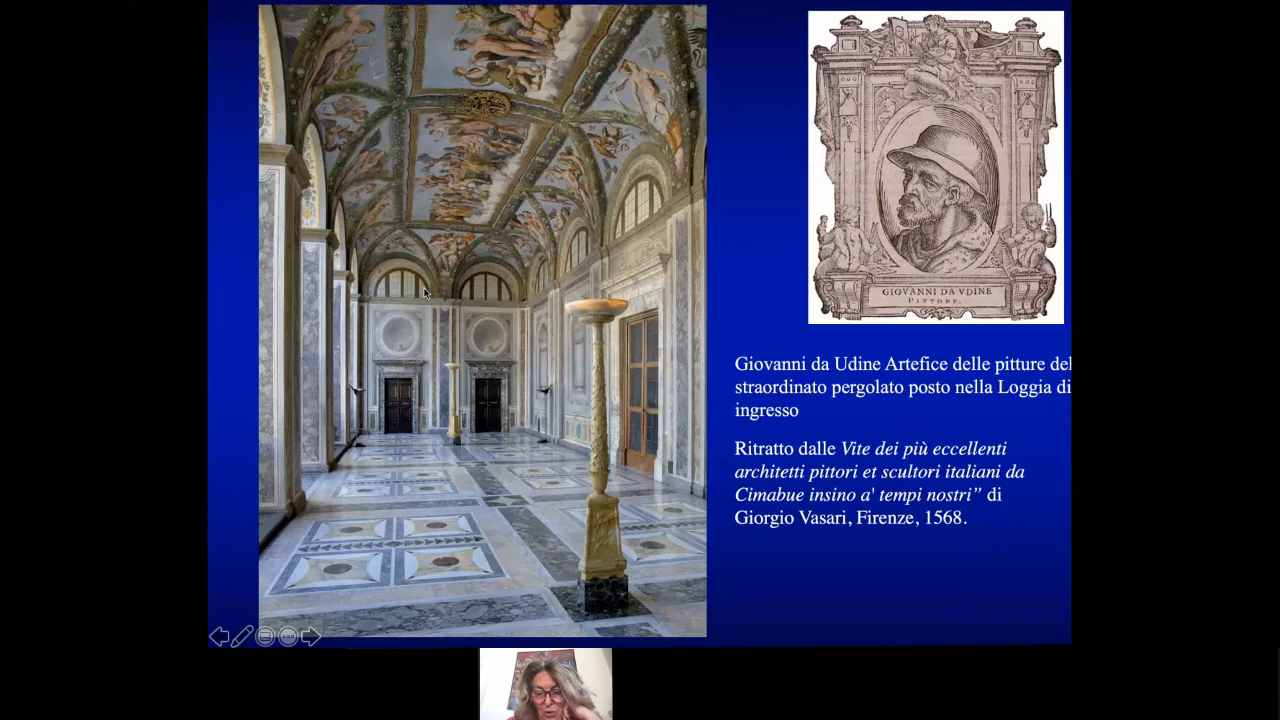 GIOVANNI DA VDINE
PITTORE.
Giovanni da Udine Artefice delle pitture del
straordinato pergolato posto nella Loggia di
ingresso
Ritratto dalle Vite dei più eccellenti
architetti pittori et scultori italiani da
Cimabue insino a' tempi nostri” di
Giorgio Vasari, Firenze, 1568.